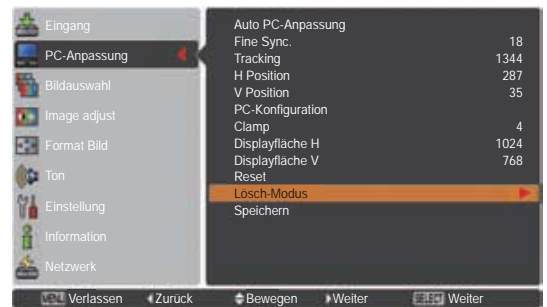 Eingang
PC-Anpassung
Bildauswahl
Image adjust
Format Bild
Ton
Einstellung
Information
Netzwerk
Auto PC-Anpassung
Fine Sync. 18
Tracking 1344
H Position 287
V Position 35
PC-Konfiguration
Clamp 4
Displayfläche H 1024
Displayfläche V 768
Reset
Lösch-Modus
Speichern
MENU Verlassen Zurück Bewegen Weiter SELECT Weiter